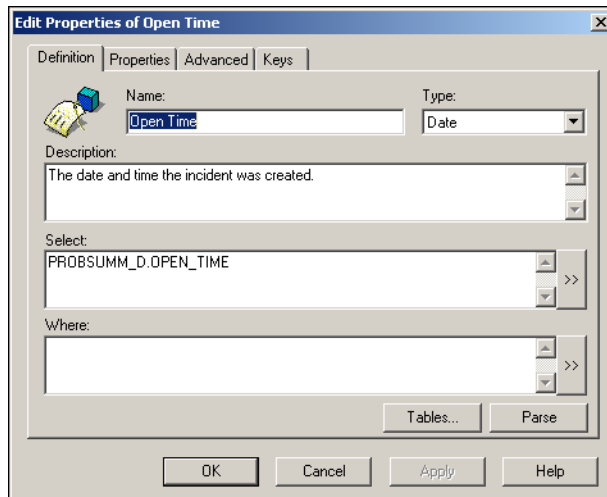 Edit Properties of Open Time
Definition Properties Advanced Keys
Name: Type:
Open Time Date
Description:
The date and time the incident was created.
Select:
PROBSUMM_D.OPEN_TIME
>>
Where:
>>
Tables... Parse
OK Cancel Apply Help